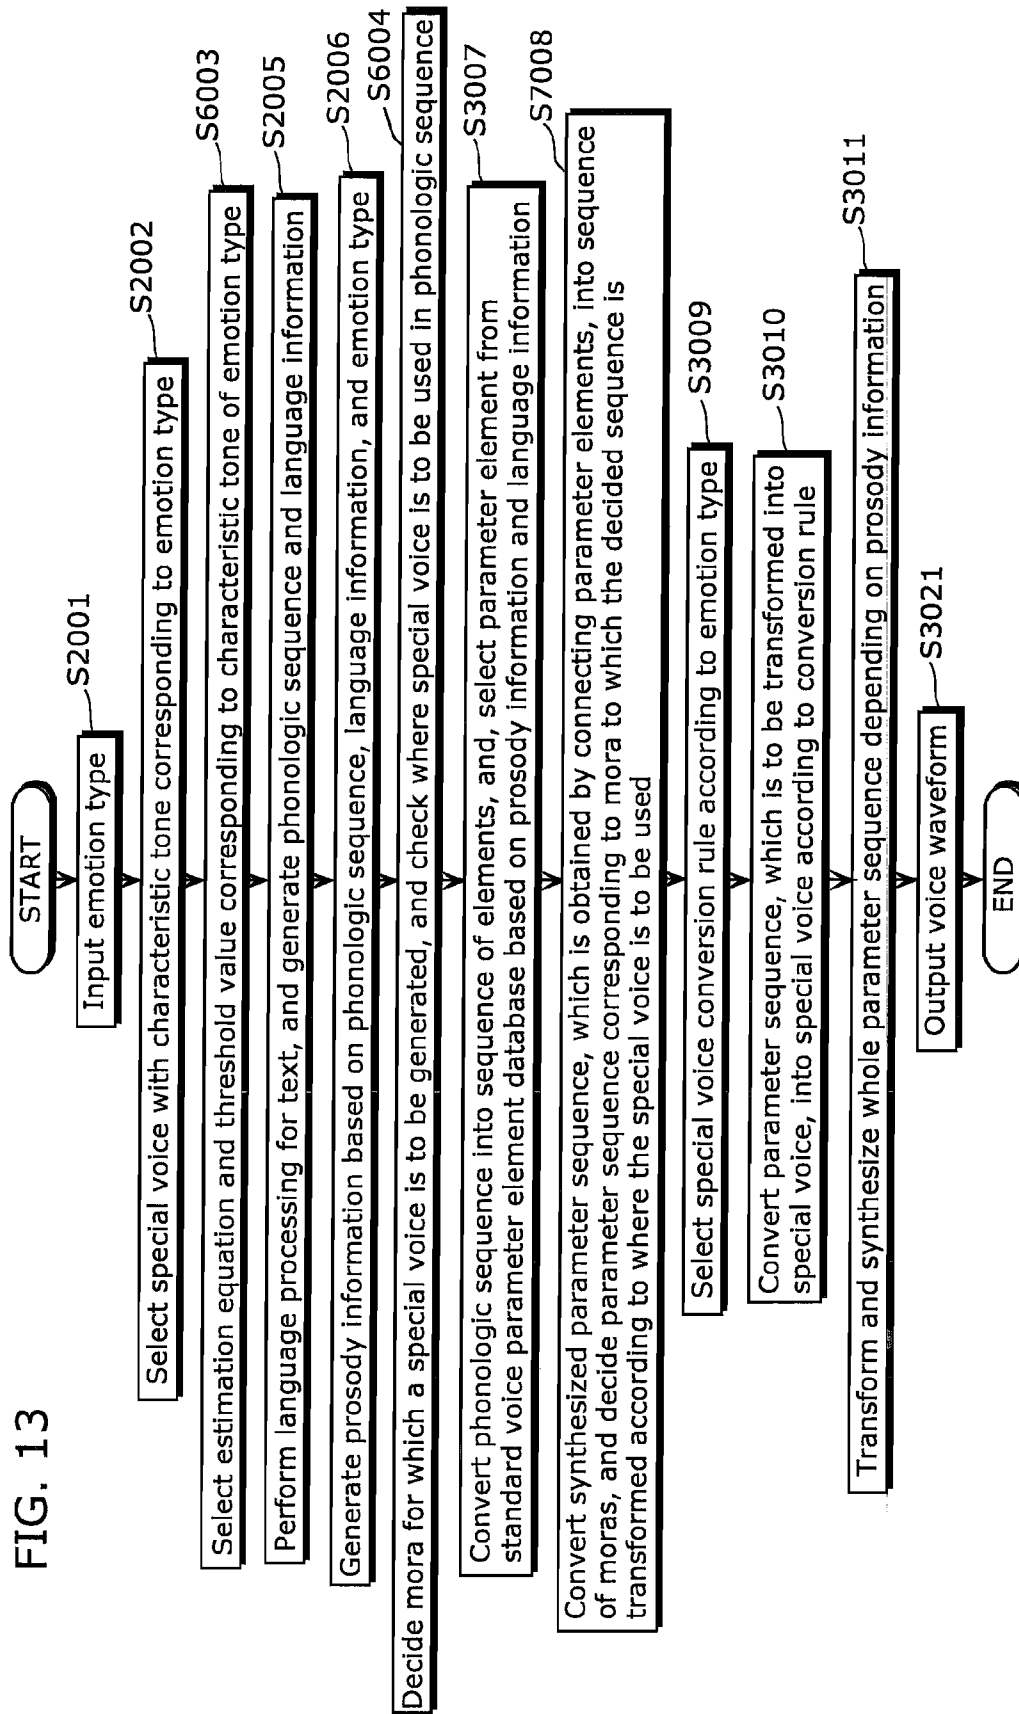 FIG. 13
START
Input emotion type
S2001
Select special voice with characteristic tone corresponding to emotion type
S2002
Select estimation equation and threshold value corresponding to characteristic tone of emotion type
S6003
Perform language processing for text, and generate phonologic sequence and language information
S2005
Generate prosody information based on phonologic sequence, language information, and emotion type
S2006
Decide mora for which a special voice is to be generated, and check where special voice is to be used in phonologic sequence
S6004
Convert phonologic sequence into sequence of elements, and, select parameter element from
standard voice parameter element database based on prosody information and language information
S3007
Convert synthesized parameter sequence, which is obtained by connecting parameter elements, into sequence
of moras, and decide parameter sequence corresponding to mora to which the decided sequence is
transformed according to where the special voice is to be used
S7008
Select special voice conversion rule according to emotion type
S3009
Convert parameter sequence, which is to be transformed into
special voice, into special voice according to conversion rule
S3010
Transform and synthesize whole parameter sequence depending on prosody information
S3011
Output voice waveform
S3021
END